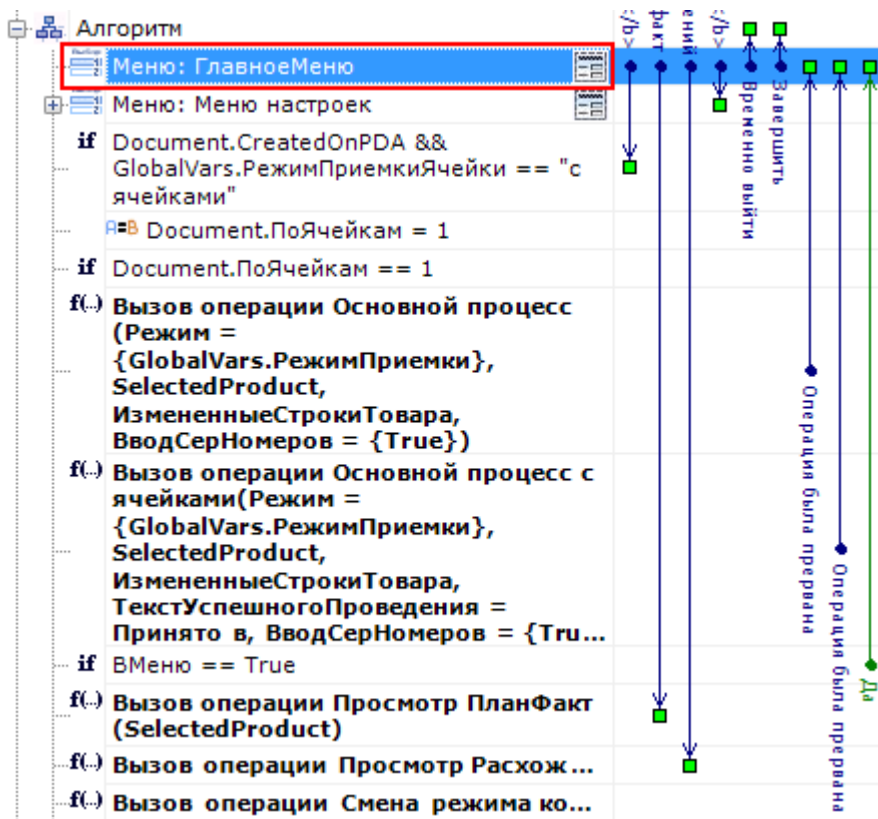 Алгоритм
Меню: ГлавноеМеню
Меню: Меню настроек
if Document.CreatedOnPDA &&
GlobalVars.РежимПриемкиЯчейки == "с
ячейками"
A=B Document.ПоЯчейкам = 1
if Document.ПоЯчейкам == 1
f(..) Вызов операции Основной процесс
(Режим =
{GlobalVars.РежимПриемки},
SelectedProduct,
ИзмененныеСтрокиТовара,
ВводСерНомеров = {True})
f(..) Вызов операции Основной процесс с
ячейками(Режим =
{GlobalVars.РежимПриемки},
SelectedProduct,
ИзмененныеСтрокиТовара,
ТекстУспешногоПроведения =
Принято в, ВводСерНомеров = {Tru...
if ВМеню == True
f(..) Вызов операции Просмотр ПланФакт
(SelectedProduct)
f(..) Вызов операции Просмотр Расхож...
f(..) Вызов операции Смена режима ко...
</b>
факт
ений
</b>
Временно выйти
Завершить
Операция была прервана
Операция была прервана
Да